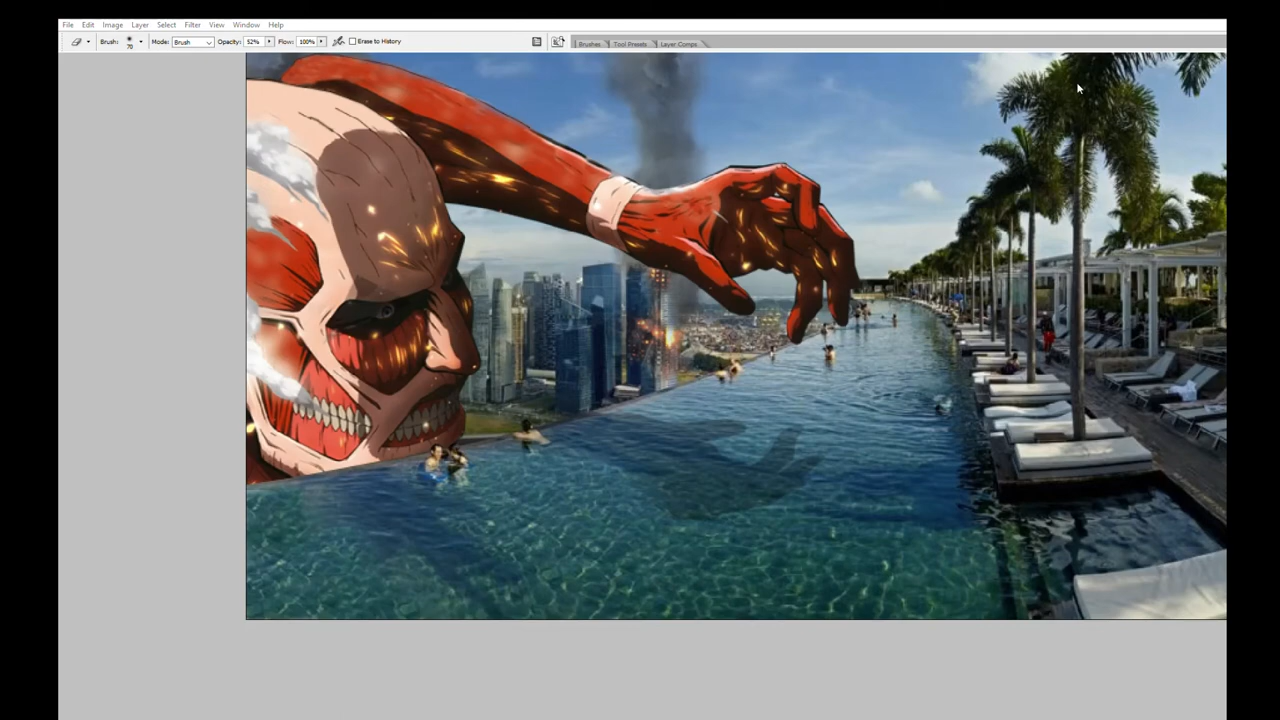 File Edit Image Layer Select Filter View Window Help
Brush: 70 Mode: Brush Opacity: 52% Flow: 100% Erase to History Brushes Tool Presets Layer Comps